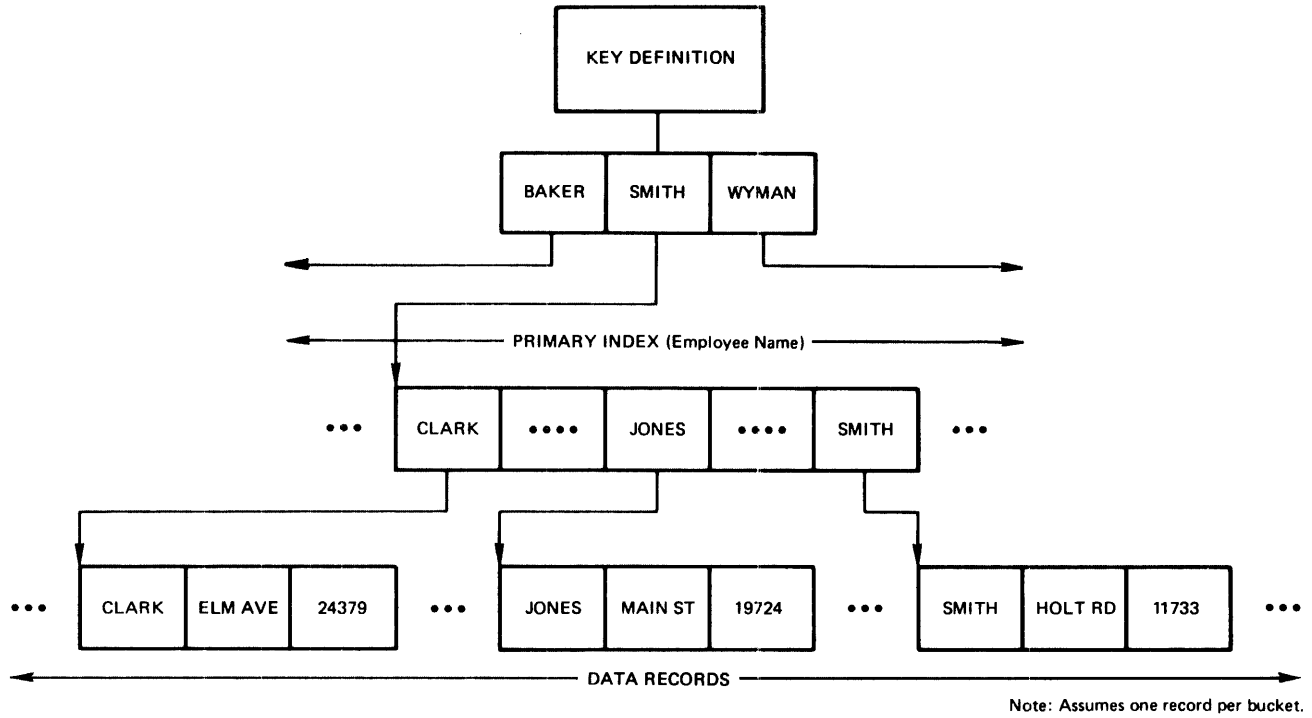 KEY DEFINITION
BAKER SMITH WYMAN
PRIMARY INDEX (Employee Name)
••• CLARK •••• JONES •••• SMITH •••
••• CLARK ELM AVE 24379 ••• JONES MAIN ST 19724 ••• SMITH HOLT RD 11733 •••
DATA RECORDS
Note: Assumes one record per bucket.